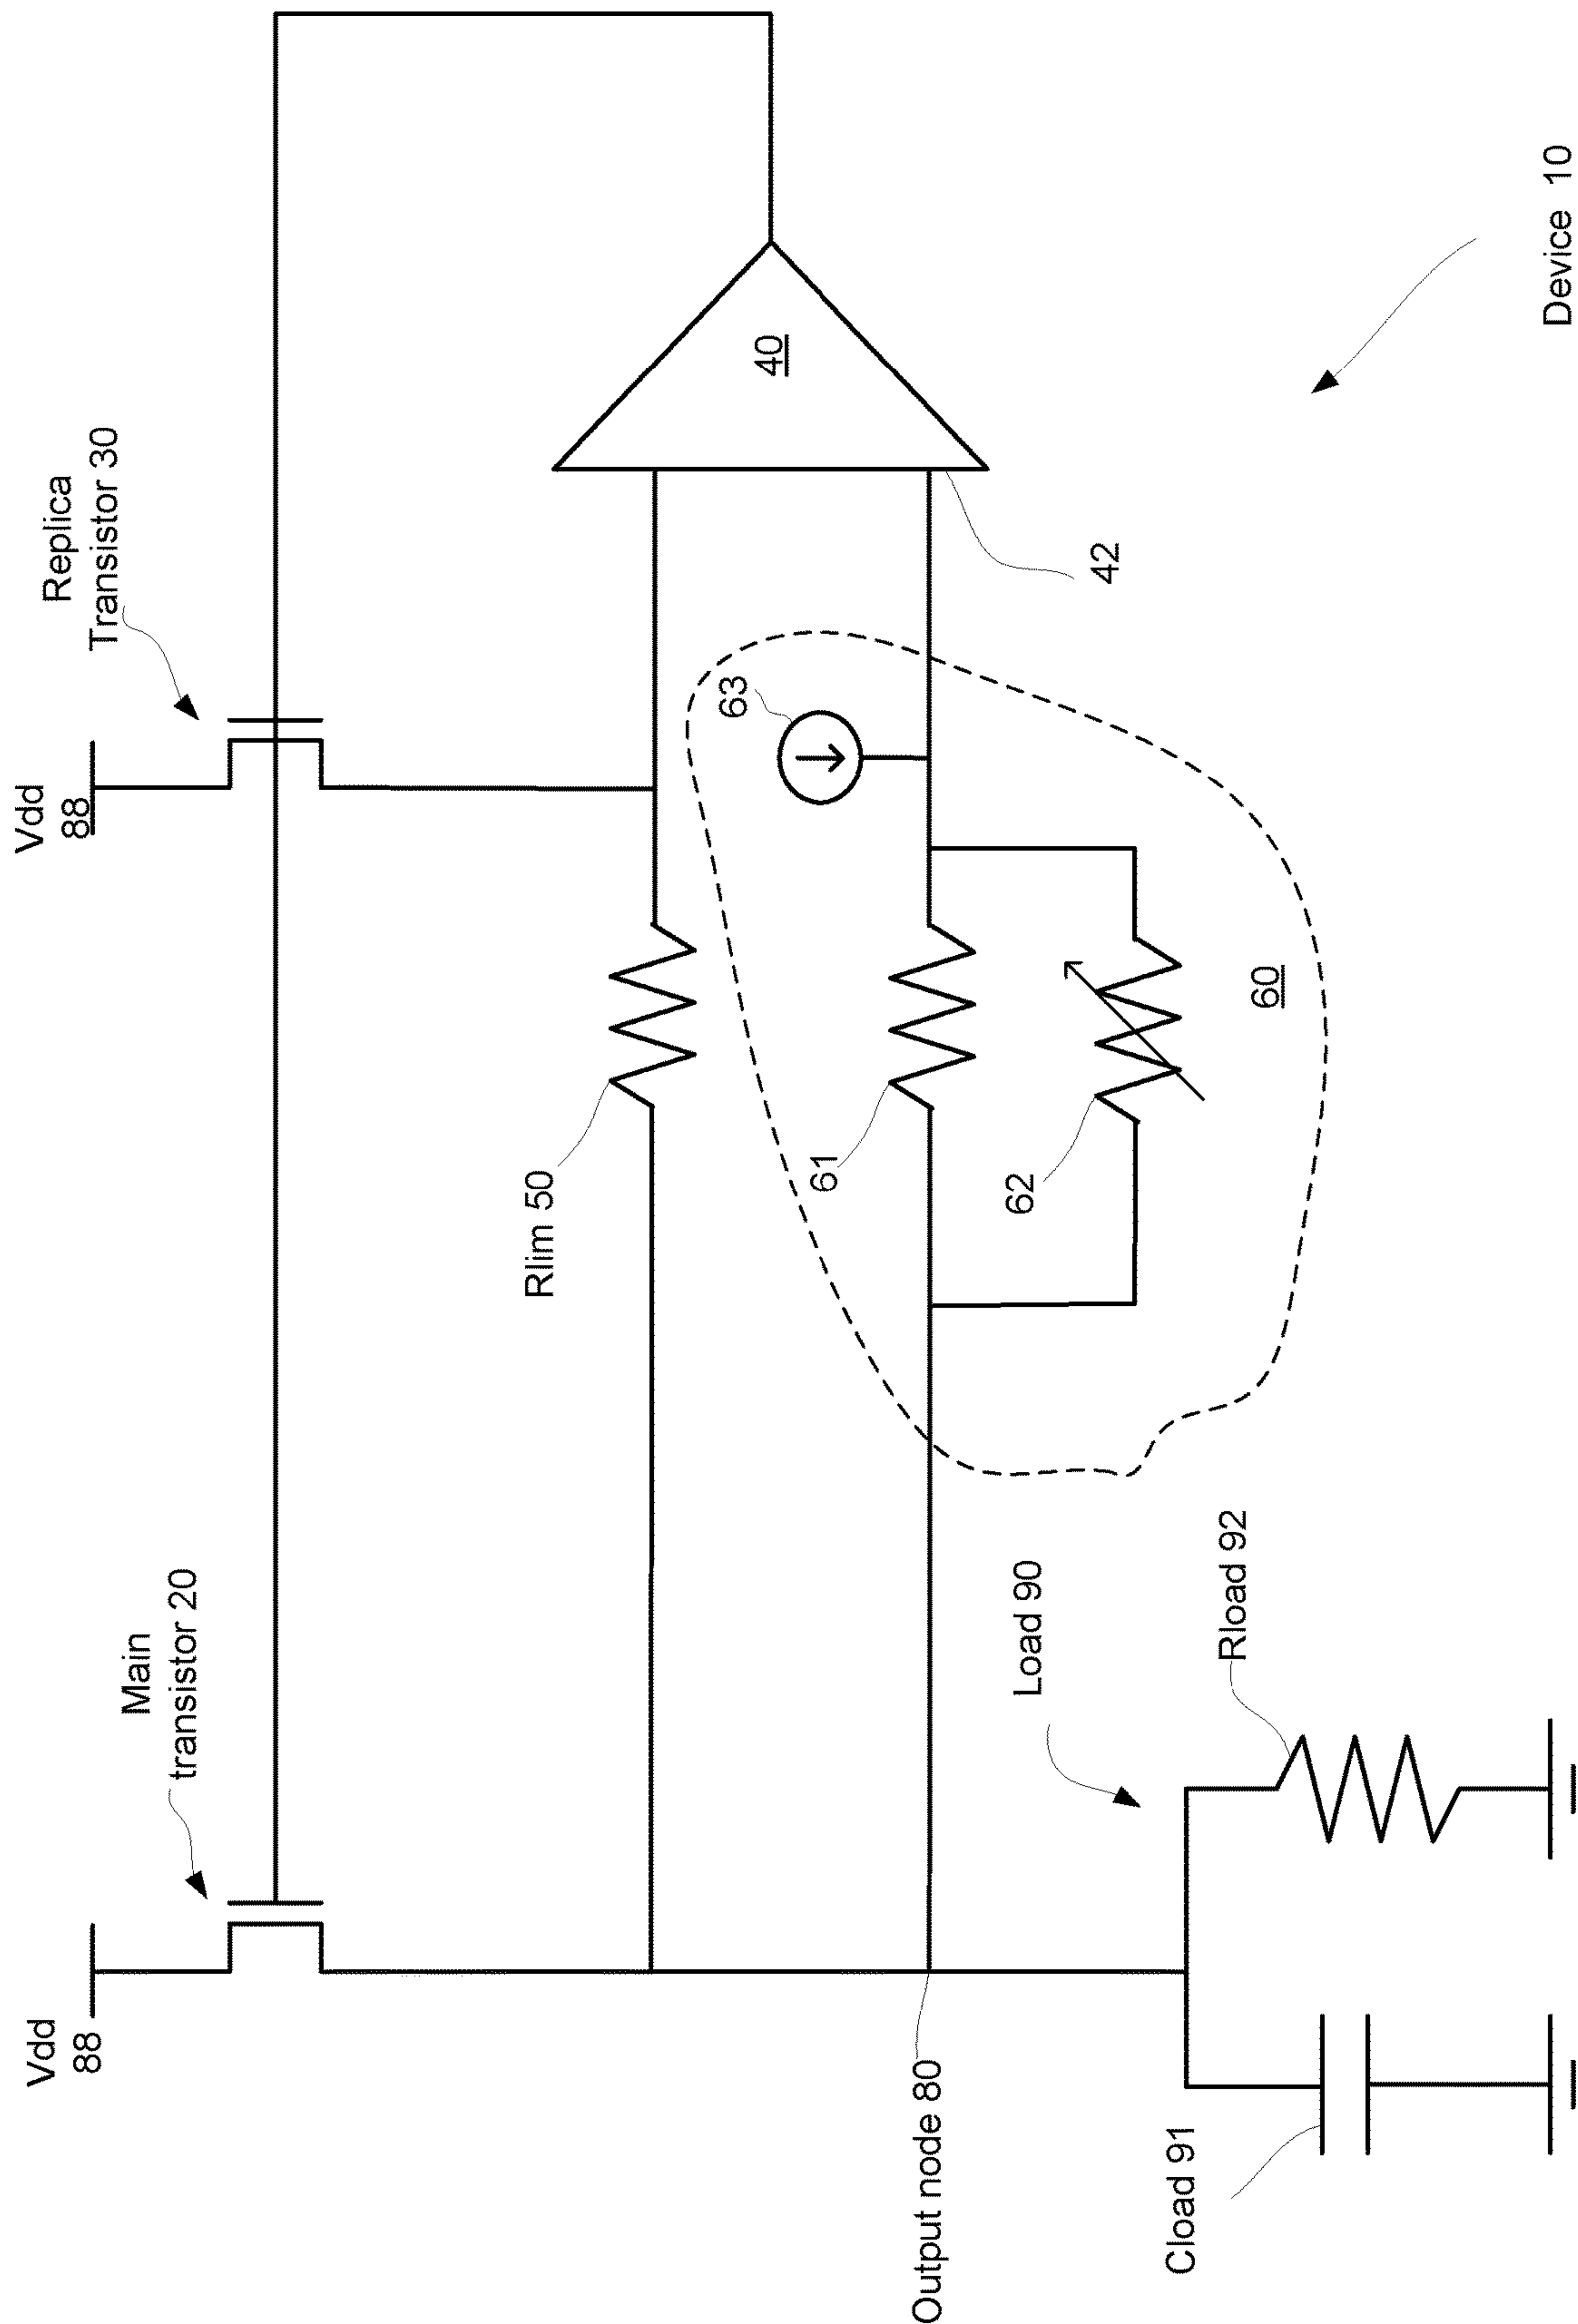 Vdd
88
Main
transistor 20
Vdd
88
Replica
Transistor 30
Rlim 50
40
42
63
61
62
60
Output node 80
Load 90
Cload 91
Rload 92
Device 10